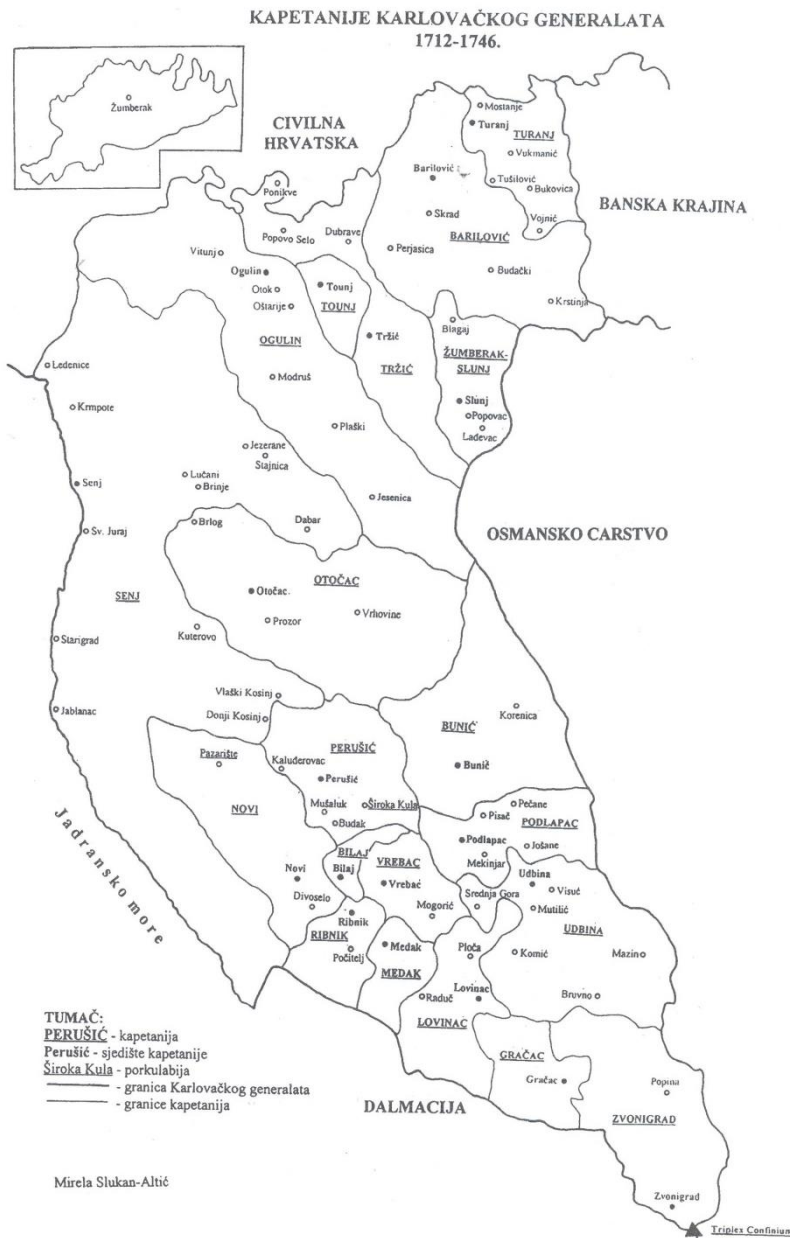 KAPETANIJE KARLOVAČKOG GENERALATA
1712-1746.
Žumberak
CIVILNA
HRVATSKA
Mostanje
Turanj
TURANJ
Vukmanić
Tušilović
Bukovica
Barilović
Ponikve
BANSKA KRAJINA
Skrad
Vojnić
Popovo Selo
Dubrave
BARILOVIĆ
Perjasica
Vitunj
Ogulin
Budački
Otok
Tounj
Oštarije
TOUNJ
Krstinja
Blagaj
OGULIN
Tržić
ŽUMBERAK-
SLUNJ
Ledenice
TRŽIĆ
Modruš
Slunj
Krmpote
Popovac
Plaški
Lađevac
Jezerane
Stajnica
Lučani
Senj
Brinje
Jesenica
Brlog
Dabar
Sv. Juraj
OSMANSKO CARSTVO
OTOČAC
SENJ
Otočac
Prozor
Vrhovine
Starigrad
Kuterovo
Vlaški Kosinj
Jablanac
Donji Kosinj
Korenica
BUNIĆ
PERUŠIĆ
Pazarište
Kaluđerovac
Bunić
Perušić
NOVI
Mušaluk
Široka Kula
Pečane
Pisač
PODLAPAC
Budak
Podlapac
Jošane
BILAJ
VREBAC
Mekinjar
Novi
Bilaj
Vrebac
Udbina
Visuć
Jadransko more
Divoselo
Srednja Gora
Mutilić
Ribnik
Mogorić
UDBINA
RIBNIK
Medak
Ploča
Komić
Mazin
Počitelj
MEDAK
Raduč
Lovinac
Bruvno
LOVINAC
TUMAČ:
PERUŠIĆ - kapetanija
Perušić - sjedište kapetanije
Široka Kula - porkulabija
- granica Karlovačkog generalata
- granice kapetanija
GRAČAC
Gračac
Popina
DALMACIJA
ZVONIGRAD
Mirela Slukan-Altić
Zvonigrad
Triplex Confinium